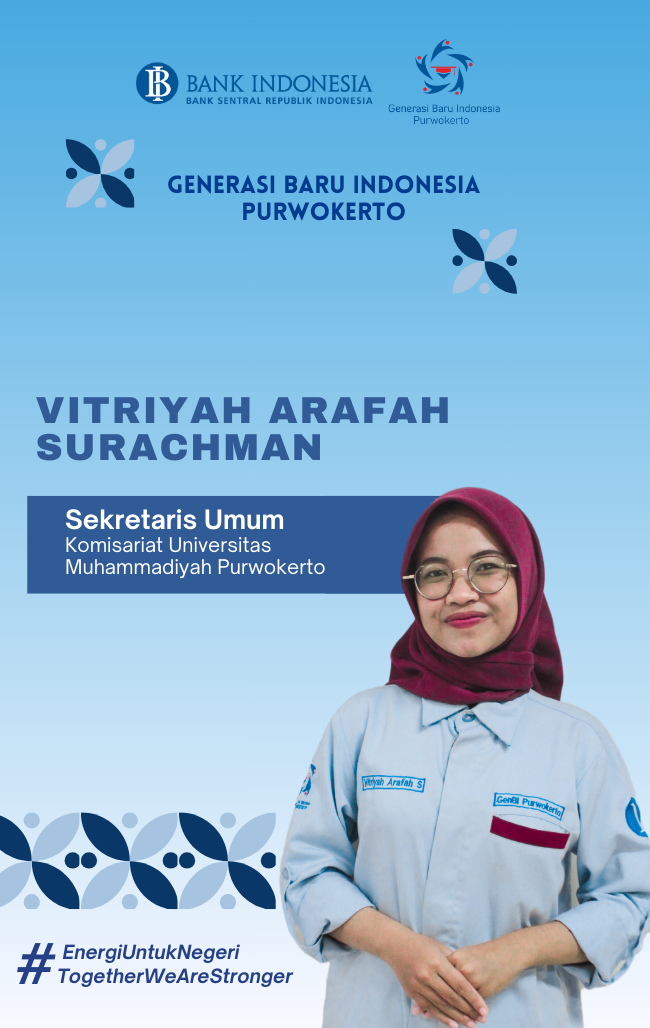 BANK INDONESIA
BANK SENTRAL REPUBLIK INDONESIA
Generasi Baru Indonesia
Purwokerto
GENERASI BARU INDONESIA
PURWOKERTO
VITRIYAH ARAFAH
SURACHMAN
Sekretaris Umum
Komisariat Universitas
Muhammadiyah Purwokerto
Vitriyah Arafah S
GenBI Purwokerto
# EnergiUntukNegeri
TogetherWeAreStronger